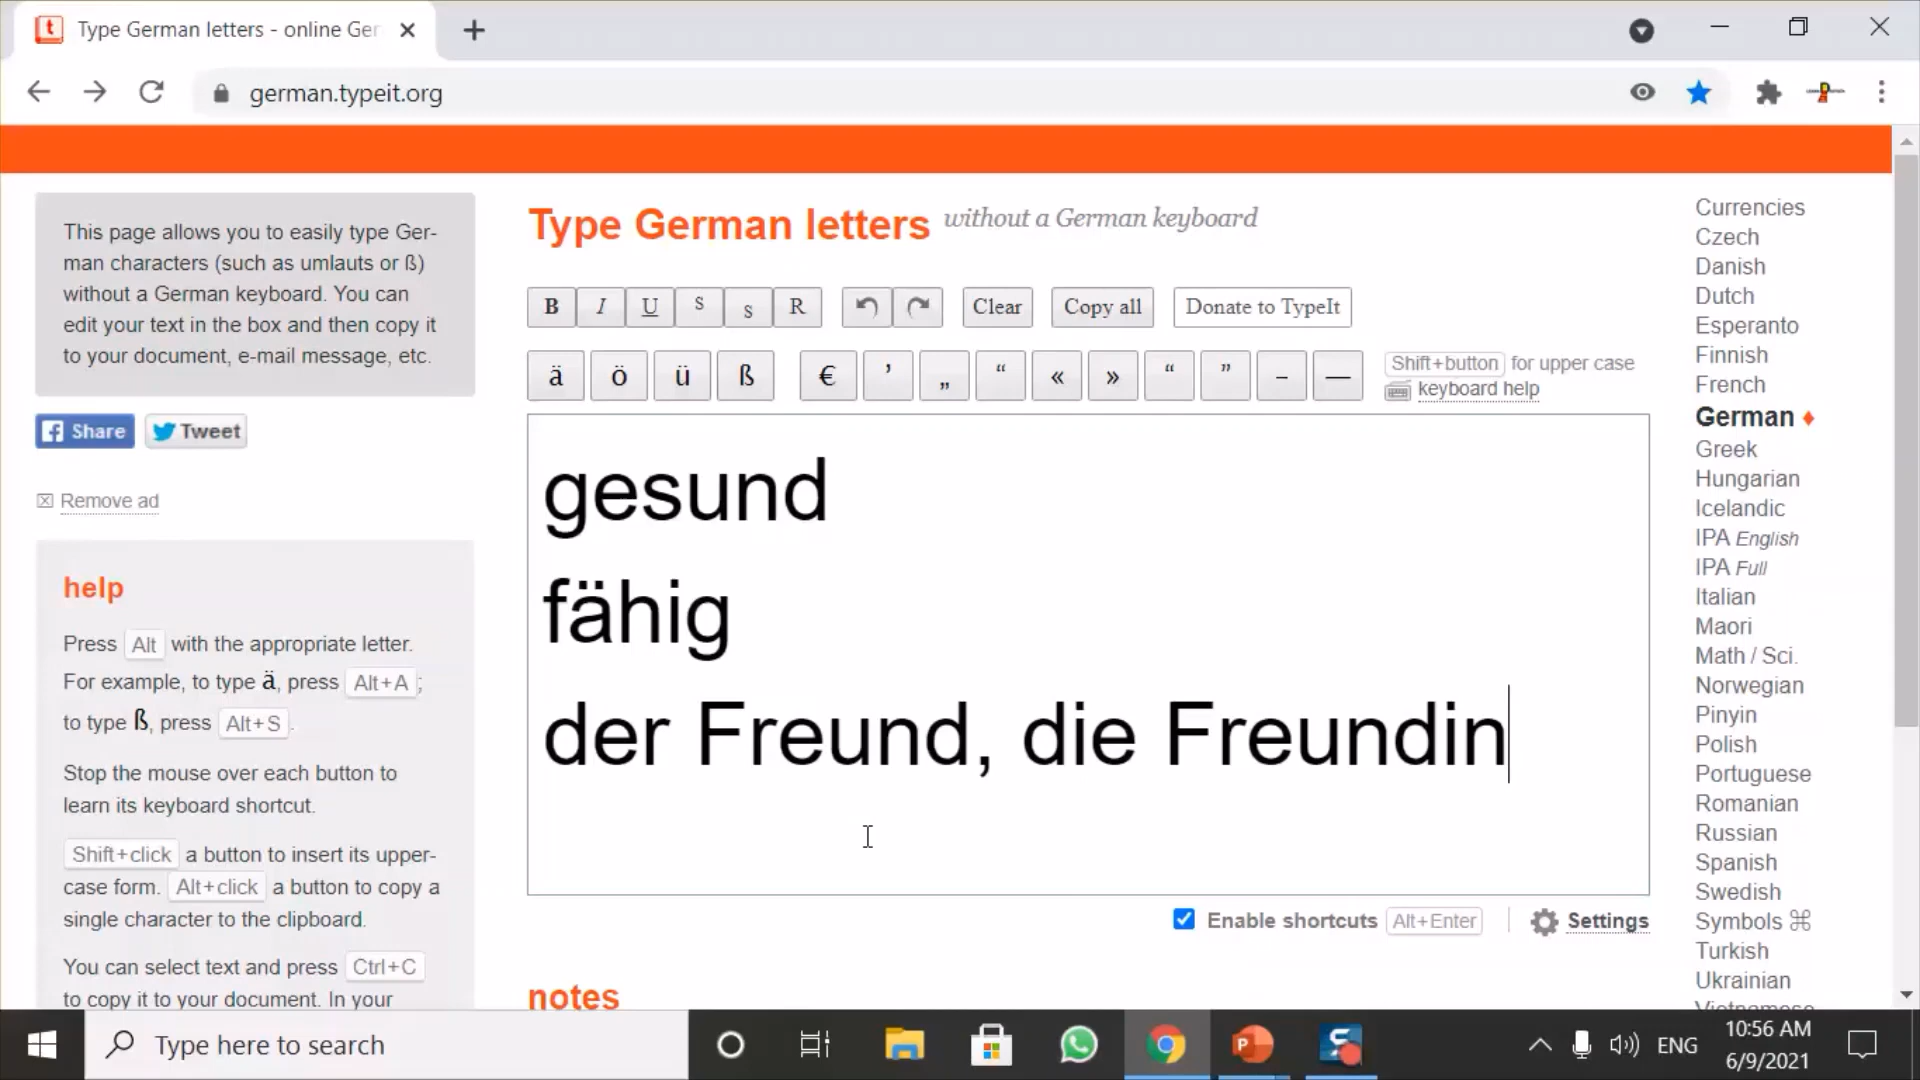 Type German letters - online Ger
german.typeit.org
This page allows you to easily type Ger-
man characters (such as umlauts or ß)
without a German keyboard. You can
edit your text in the box and then copy it
to your document, e-mail message, etc.
Share
Tweet
Remove ad
help
Press Alt with the appropriate letter.
For example, to type ä, press Alt+A;
to type ß, press Alt+S.
Stop the mouse over each button to
learn its keyboard shortcut.
Shift+click a button to insert its upper-
case form. Alt+click a button to copy a
single character to the clipboard.
You can select text and press Ctrl+C
to copy it to your document. In your
Type German letters without a German keyboard
B I U S S R Clear Copy all Donate to TypeIt
ä ö ü ß € ’ „ “ « » “ ” – —
Shift+button for upper case
keyboard help
gesund
fähig
der Freund, die Freundin
Enable shortcuts Alt+Enter Settings
notes
Currencies
Czech
Danish
Dutch
Esperanto
Finnish
French
German ♦
Greek
Hungarian
Icelandic
IPA English
IPA Full
Italian
Maori
Math / Sci.
Norwegian
Pinyin
Polish
Portuguese
Romanian
Russian
Spanish
Swedish
Symbols ⌘
Turkish
Ukrainian
Vietnamese
Type here to search
ENG
10:56 AM
6/9/2021